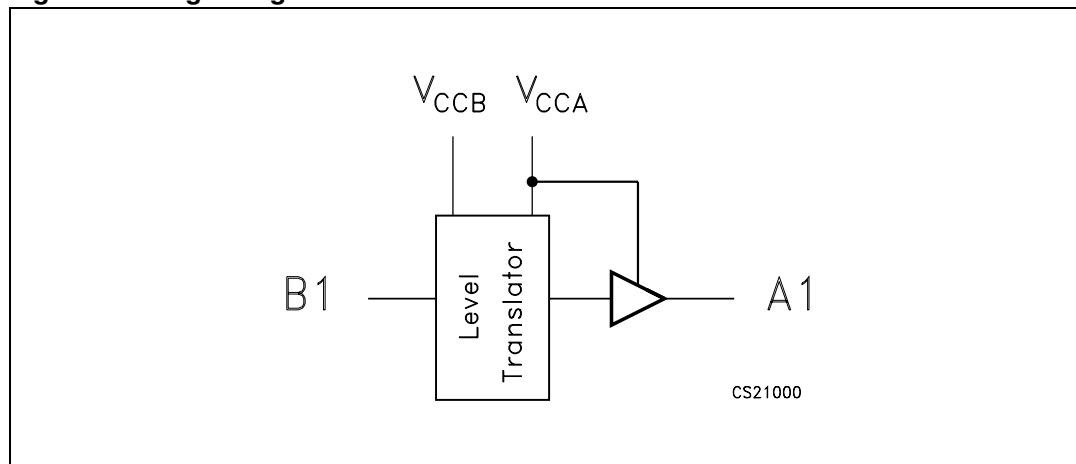 V_CCB V_CCA
B1
Level
Translator
A1
CS21000